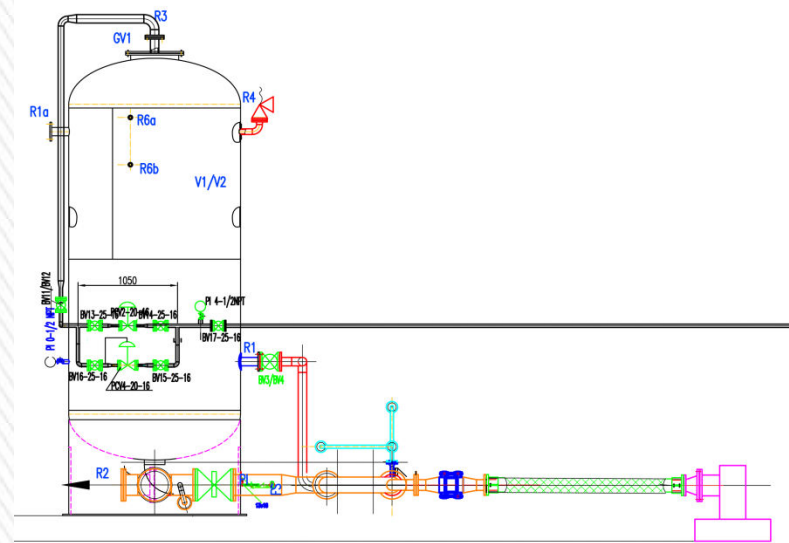 R3
GV1
R4
R1a
R6a
R6b
V1/V2
1050
BV11/BV12
PI 4-1/2NPT
BV13-25-16
PCV2-20-16
BV14-25-16
PI 0-1/2 NPT
BV17-25-16
R1
BV16-25-16
BV15-25-16
BV3/BV4
PCV4-20-16
R2
PI
FS